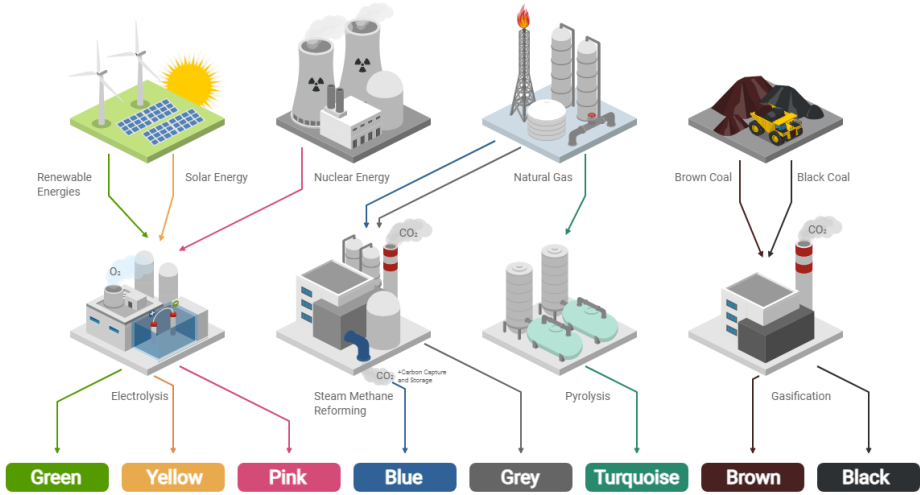 Renewable
Energies
Solar Energy
Nuclear Energy
Natural Gas
Brown Coal
Black Coal
O₂
CO₂
CO₂
CO₂
+Carbon Capture
and Storage
Electrolysis
Steam Methane
Reforming
Pyrolysis
Gasification
Green
Yellow
Pink
Blue
Grey
Turquoise
Brown
Black